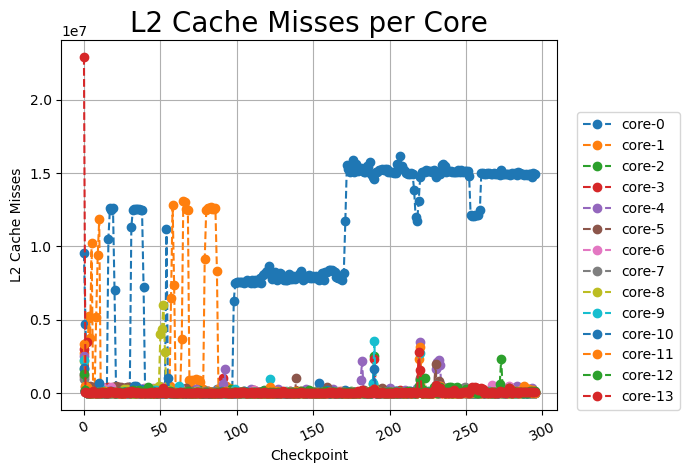 L2 Cache Misses per Core
1e7
2.0
1.5
1.0
0.5
0.0
L2 Cache Misses
0
50
100
150
200
250
300
Checkpoint
core-0
core-1
core-2
core-3
core-4
core-5
core-6
core-7
core-8
core-9
core-10
core-11
core-12
core-13